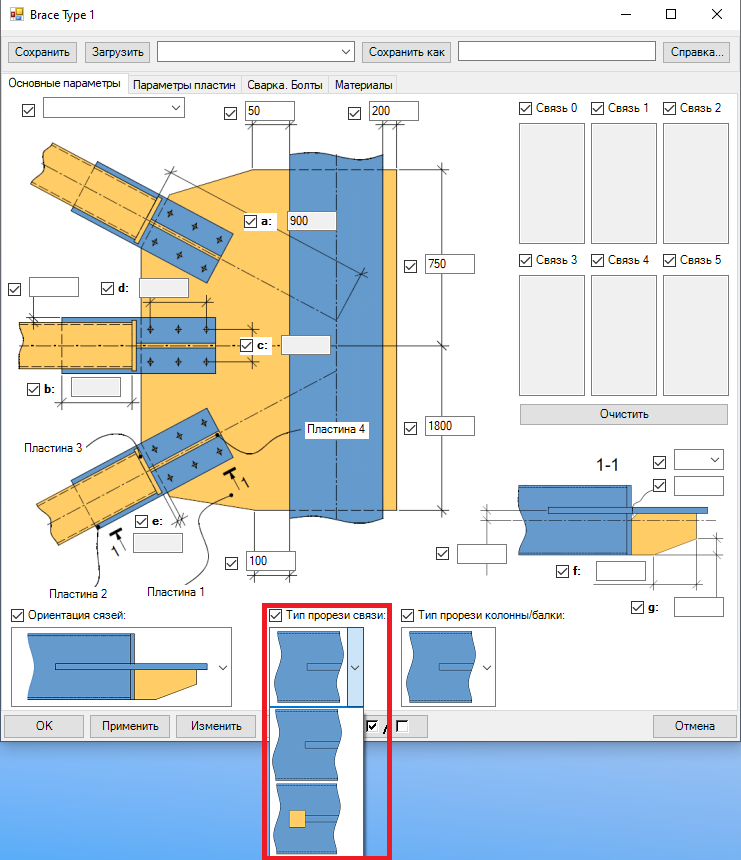 Brace Type 1
Сохранить Загрузить Сохранить как Справка...
Основные параметры Параметры пластин Сварка. Болты Материалы
50 200 Связь 0 Связь 1 Связь 2
a: 900
750 Связь 3 Связь 4 Связь 5
d:
c:
b:
Очистить
Пластина 4 1800
Пластина 3
1-1
1
e:
1
100
f:
Пластина 2 Пластина 1
g:
Ориентация сязей: Тип прорези связи: Тип прорези колонны/балки:
OK Применить Изменить / Отмена